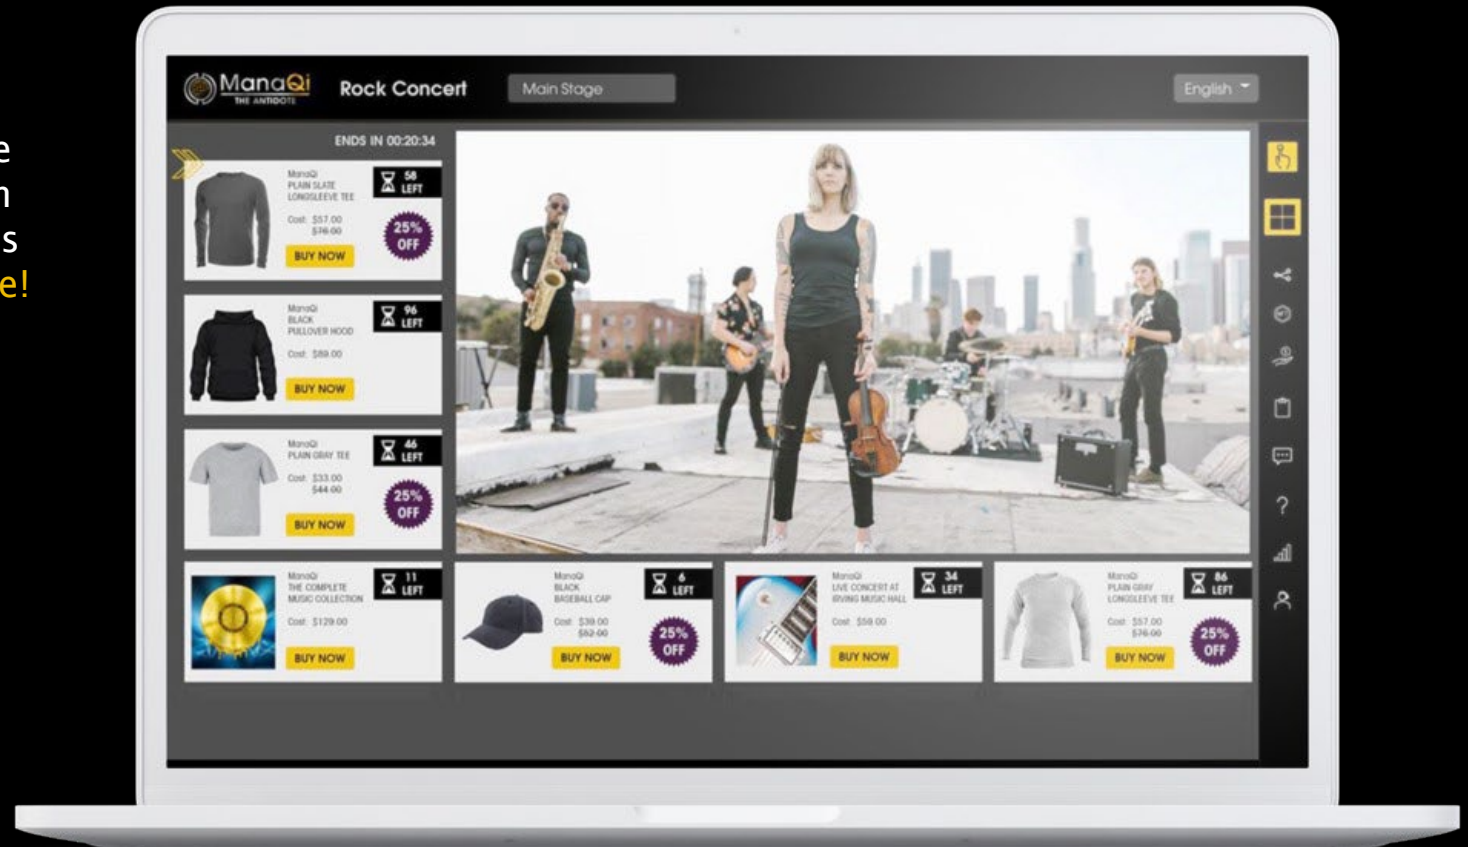 e
n
s
e!
ManaQi
THE ANTIDOTE
Rock Concert
Main Stage
English
ENDS IN 00:20:34
ManaQi
PLAIN SLATE
LONGSLEEVE TEE
Cost: $57.00
$76.00
BUY NOW
58
LEFT
25%
OFF
ManaQi
BLACK
PULLOVER HOOD
Cost: $89.00
BUY NOW
96
LEFT
ManaQi
PLAIN GRAY TEE
Cost: $33.00
$44.00
BUY NOW
46
LEFT
25%
OFF
ManaQi
THE COMPLETE
MUSIC COLLECTION
Cost: $129.00
BUY NOW
11
LEFT
ManaQi
BLACK
BASEBALL CAP
Cost: $39.00
$52.00
BUY NOW
6
LEFT
25%
OFF
ManaQi
LIVE CONCERT AT
IRVING MUSIC HALL
Cost: $59.00
BUY NOW
34
LEFT
ManaQi
PLAIN GRAY
LONGSLEEVE TEE
Cost: $57.00
$76.00
BUY NOW
86
LEFT
25%
OFF